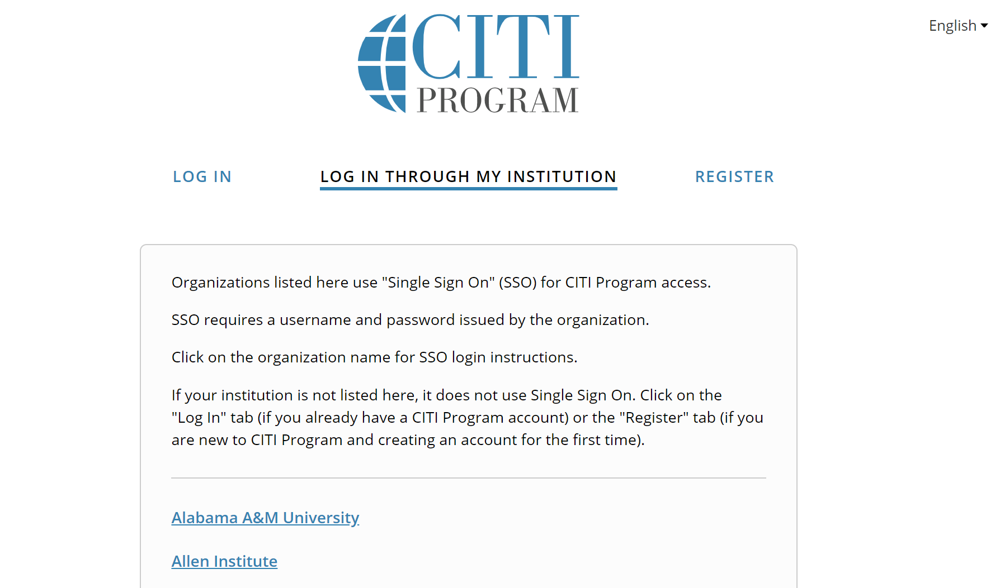 CITI
PROGRAM
English
LOG IN
LOG IN THROUGH MY INSTITUTION
REGISTER
Organizations listed here use "Single Sign On" (SSO) for CITI Program access.
SSO requires a username and password issued by the organization.
Click on the organization name for SSO login instructions.
If your institution is not listed here, it does not use Single Sign On. Click on the
"Log In" tab (if you already have a CITI Program account) or the "Register" tab (if you
are new to CITI Program and creating an account for the first time).
Alabama A&M University
Allen Institute